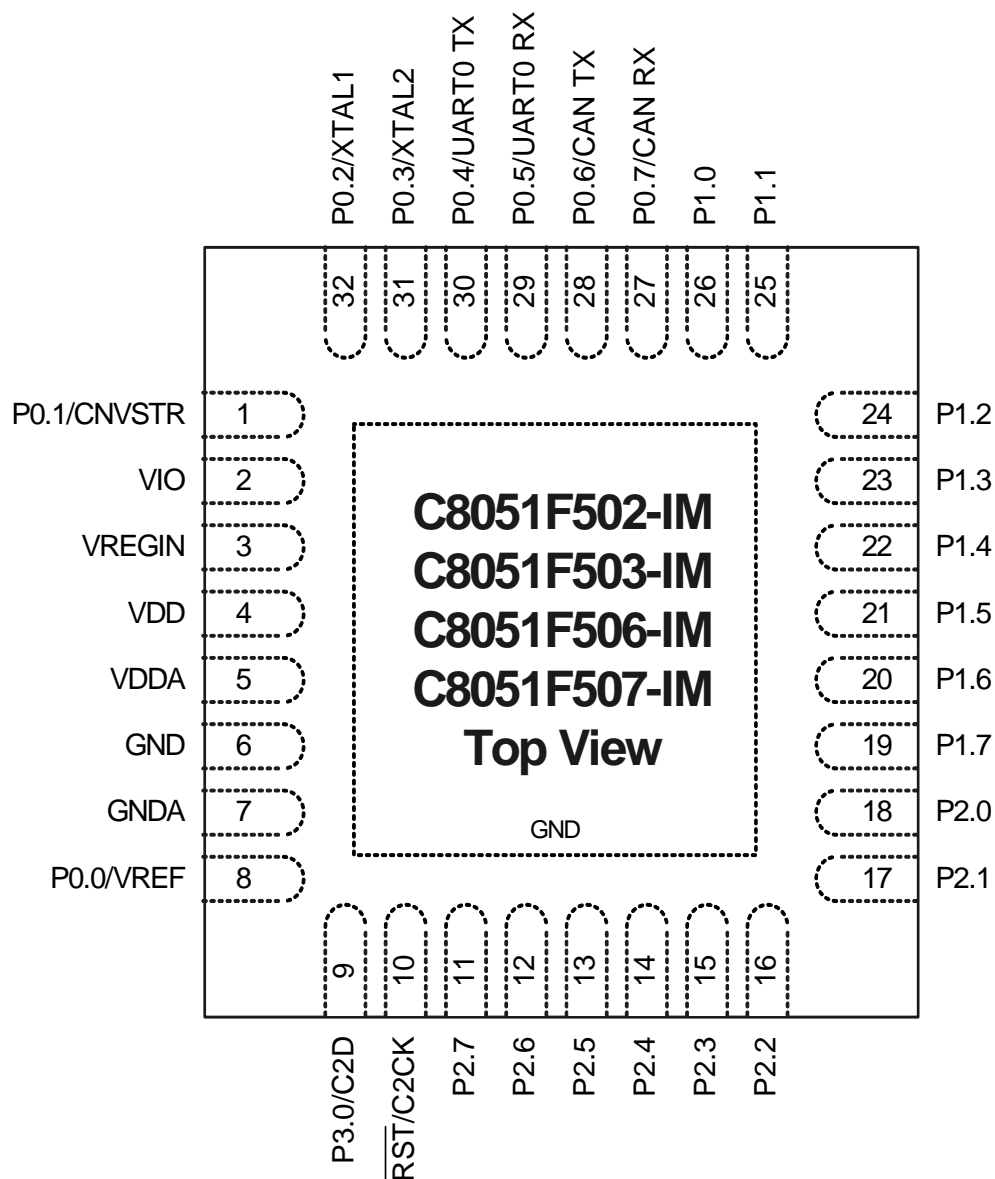 P0.2/XTAL1
P0.3/XTAL2
P0.4/UART0 TX
P0.5/UART0 RX
P0.6/CAN TX
P0.7/CAN RX
P1.0
P1.1
32
31
30
29
28
27
26
25
P0.1/CNVSTR 1
VIO 2
VREGIN 3
VDD 4
VDDA 5
GND 6
GNDA 7
P0.0/VREF 8
C8051F502-IM
C8051F503-IM
C8051F506-IM
C8051F507-IM
Top View
GND
24 P1.2
23 P1.3
22 P1.4
21 P1.5
20 P1.6
19 P1.7
18 P2.0
17 P2.1
9
10
11
12
13
14
15
16
P3.0/C2D
RST/C2CK
P2.7
P2.6
P2.5
P2.4
P2.3
P2.2